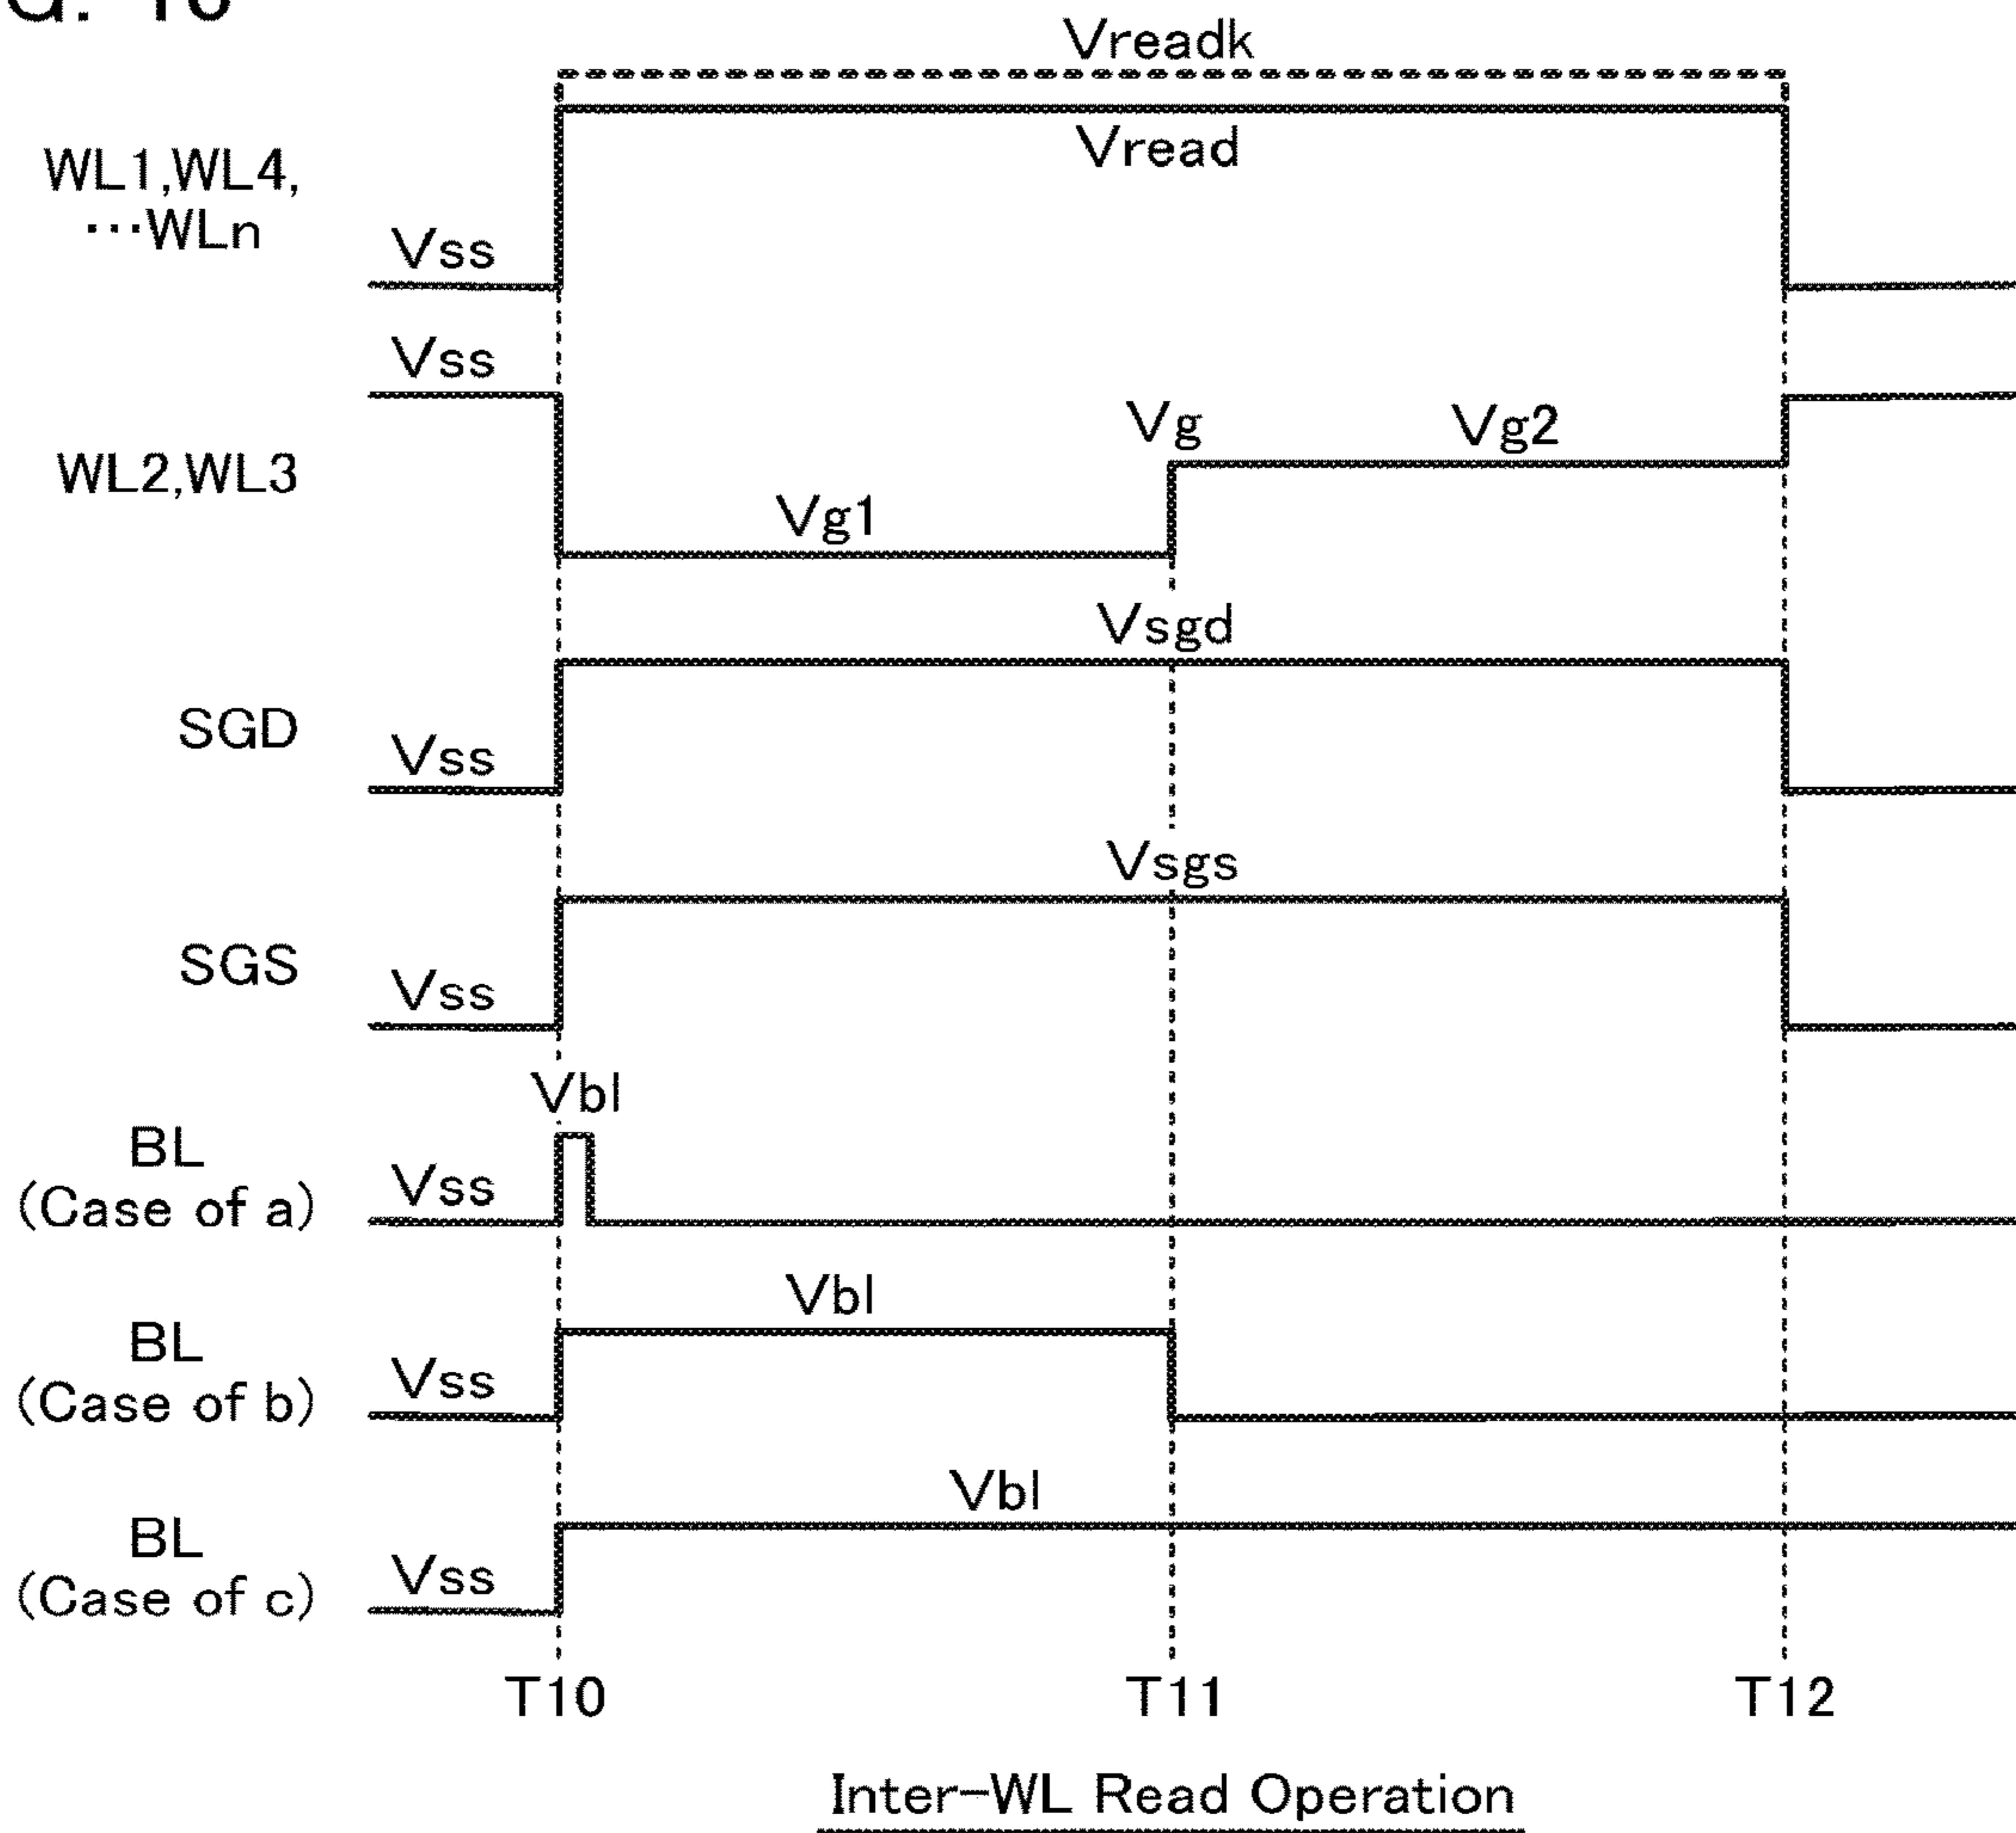 Vreadk
Vread
WL1,WL4,
···WLn
Vss
Vss
Vg
Vg2
WL2,WL3
Vg1
Vsgd
SGD
Vss
Vsgs
SGS
Vss
Vbl
BL
(Case of a)
Vss
Vbl
BL
(Case of b)
Vss
Vbl
BL
(Case of c)
Vss
T10 T11 T12
Inter-WL Read Operation